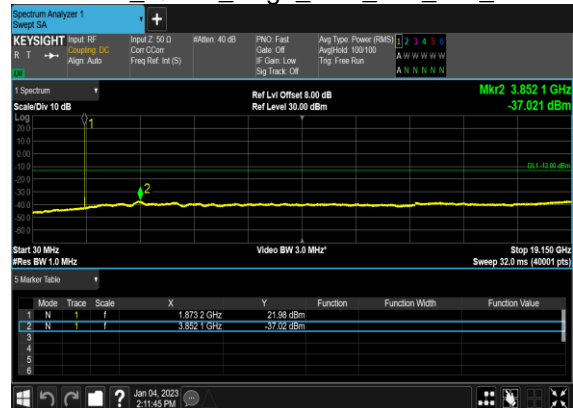 Spectrum Analyzer 1
Swept SA
+
KEYSIGHT Input: RF Input Z: 50 Ω #Atten: 40 dB PNO: Fast Avg Type: Power (RMS) 1 2 3 4 5 6
R T Coupling: DC Corr CCorr Gate: Off Avg|Hold: 100/100 A W W W W W
Align: Auto Freq Ref: Int (S) IF Gain: Low Trig: Free Run
Sig Track: Off A N N N N N
1 Spectrum Ref Lvl Offset 8.00 dB Mkr2 3.852 1 GHz
Scale/Div 10 dB Ref Level 30.00 dBm -37.021 dBm
Log
1
20.0
10.0
0.00
-10.0 DL1 -13.00 dBm
-20.0
2
-30.0
-40.0
-50.0
-60.0
Start 30 MHz Video BW 3.0 MHz* Stop 19.150 GHz
#Res BW 1.0 MHz Sweep 32.0 ms (40001 pts)
5 Marker Table
Mode Trace Scale X Y Function Function Width Function Value
1 N 1 f 1.873 2 GHz 21.98 dBm
2 N 1 f 3.852 1 GHz -37.02 dBm
3
4
5
6
? Jan 04, 2023
2:11:45 PM